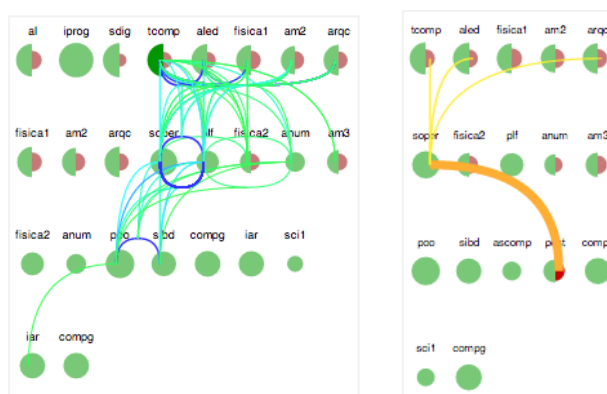 al iprog sdig tcomp aled fisica1 am2 arqc
fisica1 am2 arqc soper plf fisica2 anum am3
fisica2 anum poo sibd compg iar sci1
iar compg
tcomp aled fisica1 am2 arqc
soper fisica2 plf anum am3
poo sibd ascomp
sci1 compg